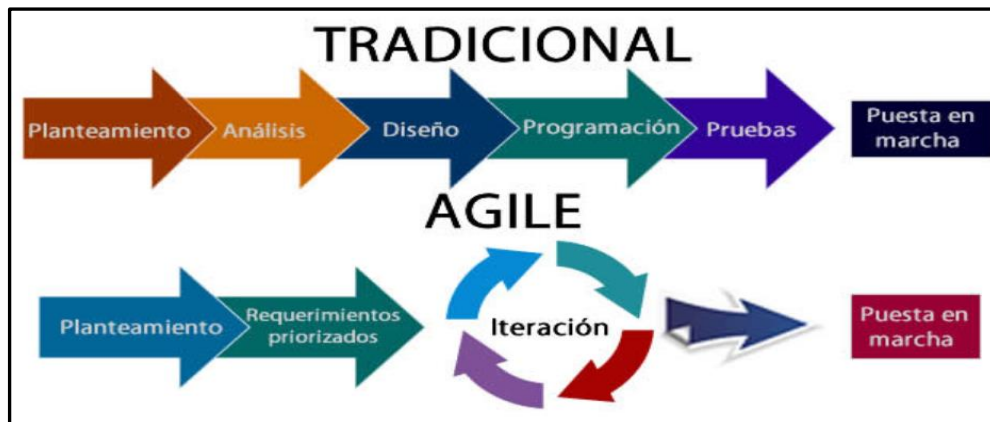 TRADICIONAL
Planteamiento
Análisis
Diseño
Programación
Pruebas
Puesta en
marcha
AGILE
Planteamiento
Requerimientos
priorizados
Iteración
Puesta en
marcha